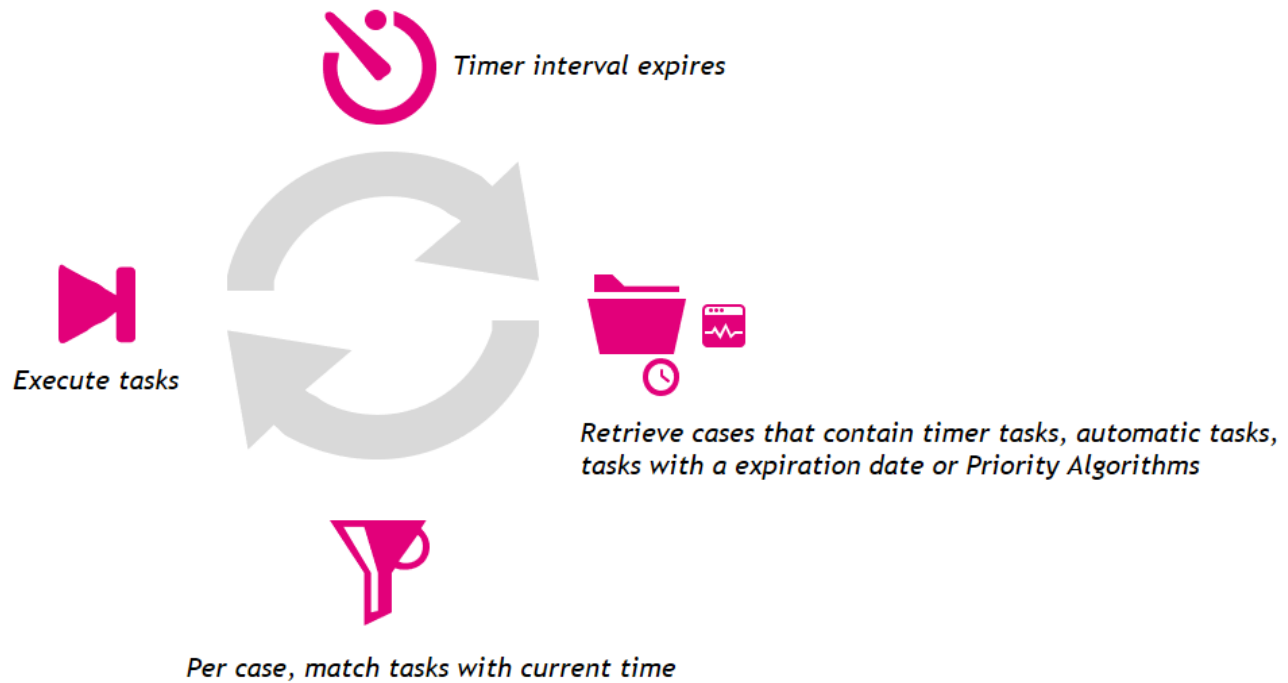 Timer interval expires
Execute tasks
Retrieve cases that contain timer tasks, automatic tasks,
tasks with a expiration date or Priority Algorithms
Per case, match tasks with current time